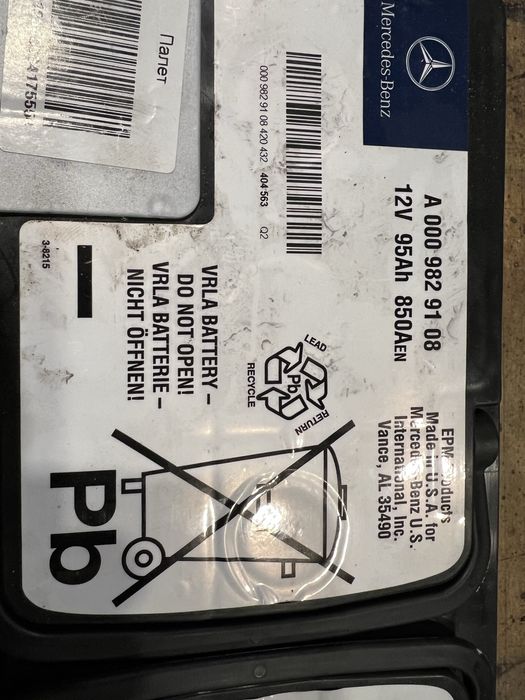 Mercedes-Benz
A 000 982 91 08
12V 95Ah 850AEN
000 982 91 08 420 432 404 563 Q2
Палет
EPM Products
Made in U.S.A. for
Mercedes-Benz U.S.
International, Inc.
Vance, AL 35490
LEAD
RETURN
RECYCLE
Pb
VRLA BATTERY –
DO NOT OPEN!
VRLA BATTERIE –
NICHT ÖFFNEN!
3-8215
Pb